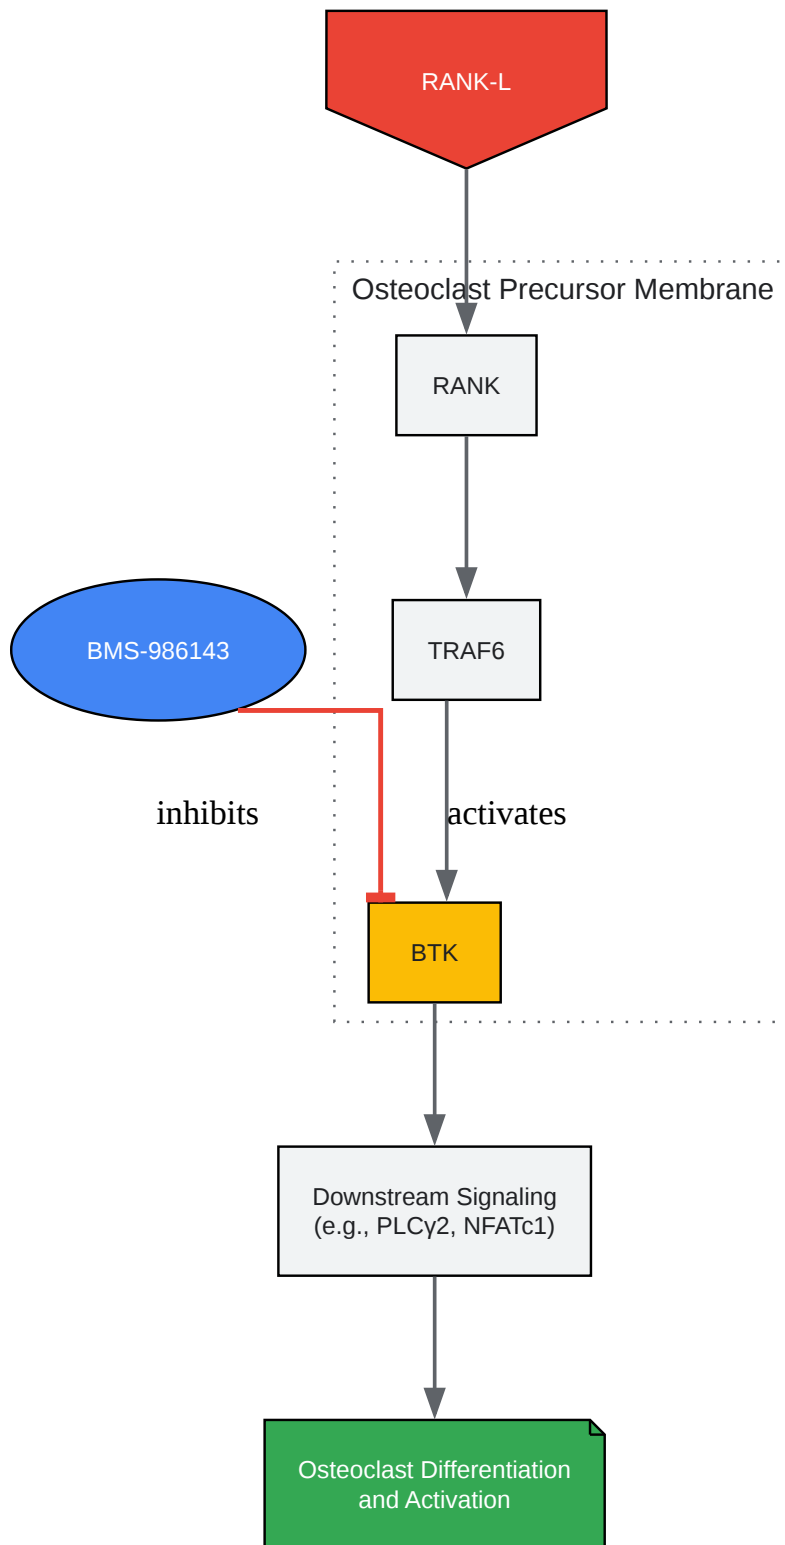 RANK-L
Osteoclast Precursor Membrane
RANK
BMS-986143
TRAF6
inhibits
activates
BTK
Downstream Signaling
(e.g., PLCγ2, NFATc1)
Osteoclast Differentiation
and Activation